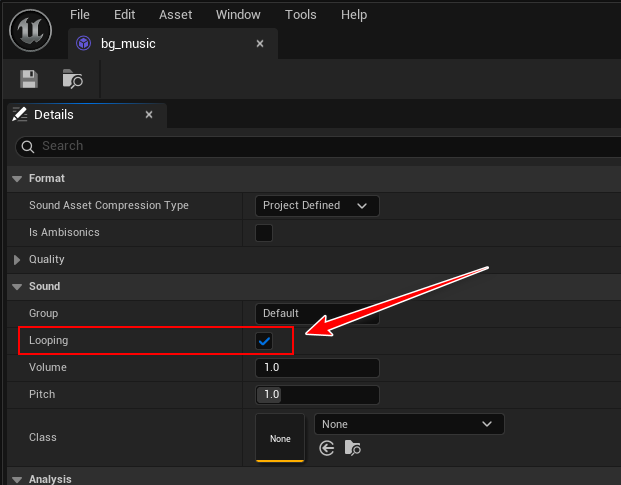 File Edit Asset Window Tools Help
bg_music
Details
Search
Format
Sound Asset Compression Type Project Defined
Is Ambisonics
Quality
Sound
Group Default
Looping
Volume 1.0
Pitch 1.0
Class None None
Analysis